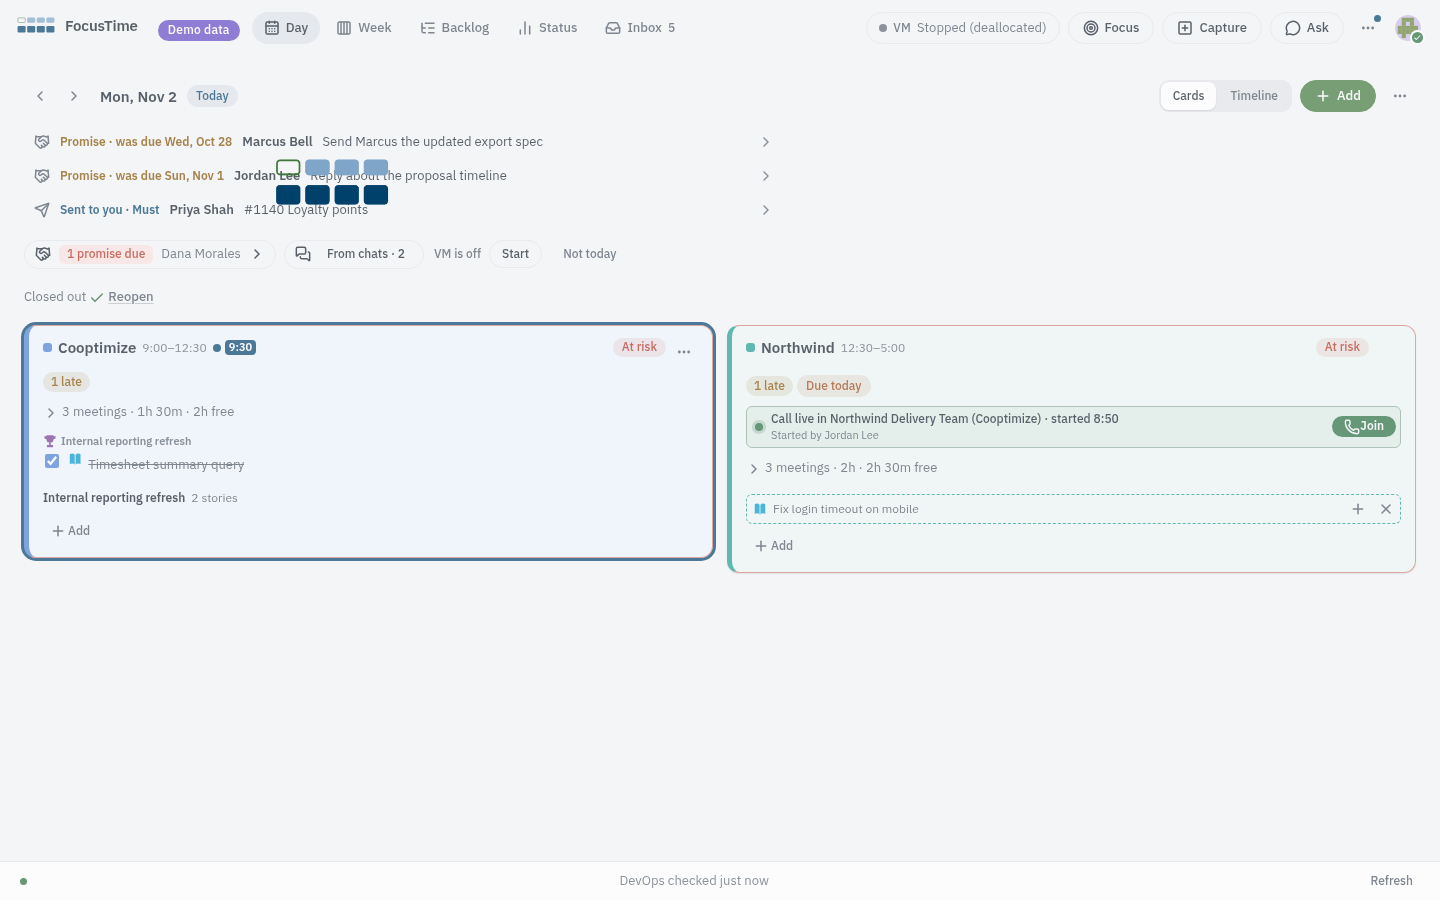 FocusTime
Demo data
Day
Week
Backlog
Status
Inbox 5
VM Stopped (deallocated)
Focus
Capture
Ask
Mon, Nov 2
Today
Cards
Timeline
Add
Promise · was due Wed, Oct 28 Marcus Bell Send Marcus the updated export spec
Promise · was due Sun, Nov 1 Jordan Lee Reply about the proposal timeline
Sent to you · Must Priya Shah #1140 Loyalty points
1 promise due Dana Morales
From chats · 2
VM is off
Start
Not today
Closed out Reopen
Cooptimize 9:00–12:30 9:30 At risk
1 late
3 meetings · 1h 30m · 2h free
Internal reporting refresh
Timesheet summary query
Internal reporting refresh 2 stories
Add
Northwind 12:30–5:00 At risk
1 late Due today
Call live in Northwind Delivery Team (Cooptimize) · started 8:50
Started by Jordan Lee
Join
3 meetings · 2h · 2h 30m free
Fix login timeout on mobile
Add
DevOps checked just now
Refresh